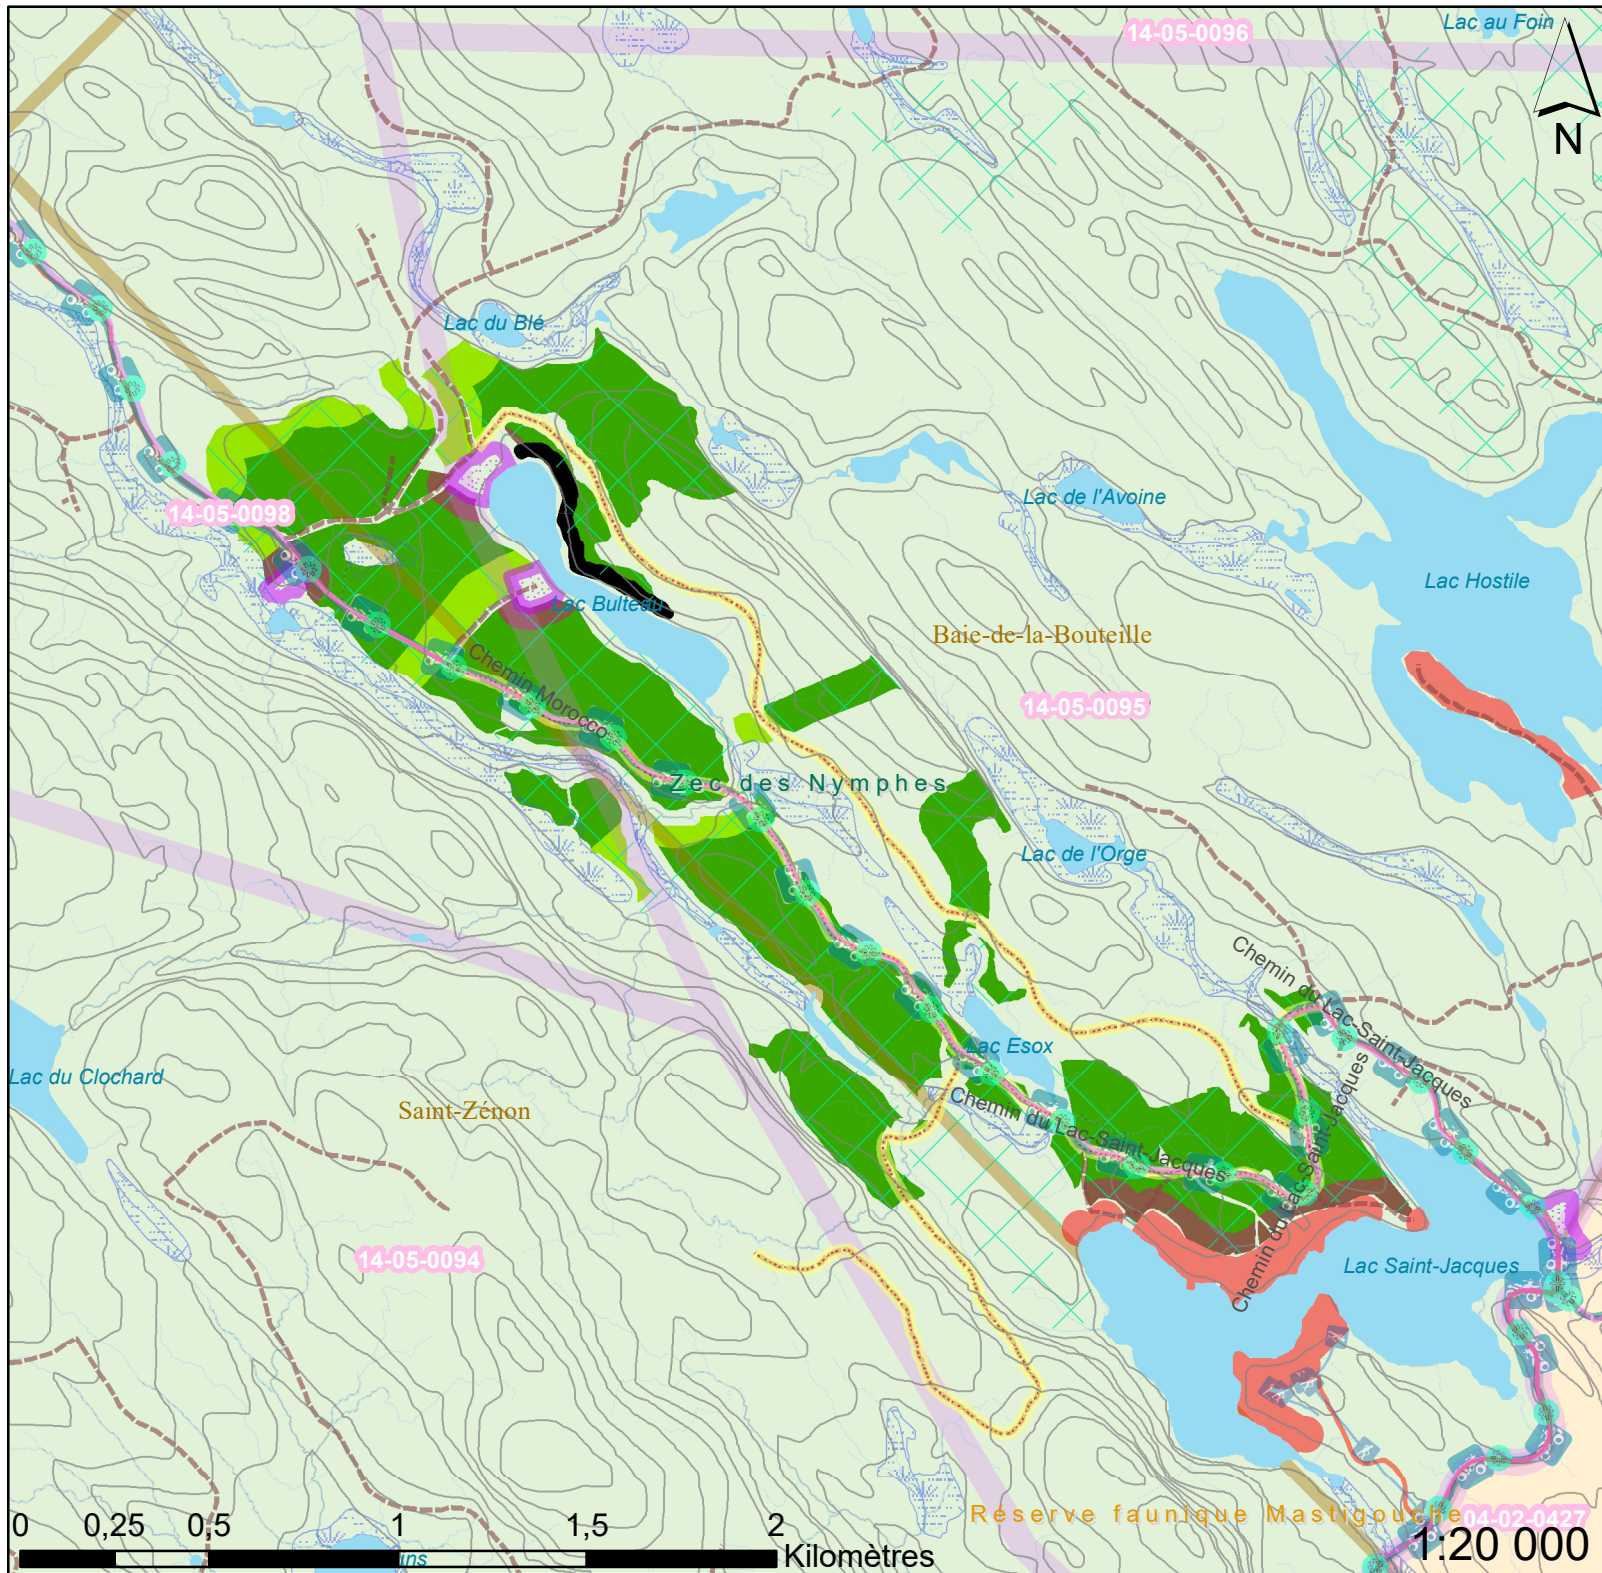 Lac au Foin
14-05-0096
N
Lac du Blé
Lac de l'Avoine
14-05-0098
Lac Hostile
Lac Bulteau
Baie-de-la-Bouteille
Chemin Morocco
14-05-0095
Zec des Nymphes
Lac de l'Orge
Chemin du Lac-Saint-Jacques
Lac Esox
Lac du Clochard
Saint-Zénon
Chemin du Lac-Saint-Jacques
Chemin du Lac-Saint-Jacques
14-05-0094
Lac Saint-Jacques
Réserve faunique Mastigouche
04-02-0427
0 0,25 0,5 1 1,5 2
Kilomètres
1:20 000